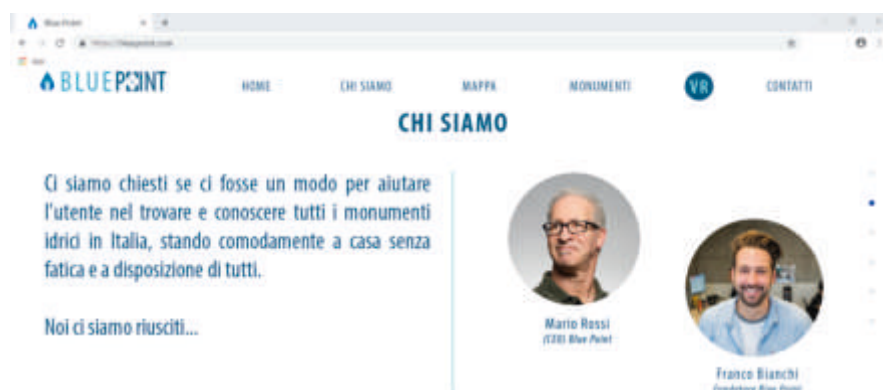 Blue Point
BLUEPOINT
HOME
CHI SIAMO
MAPPA
MONUMENTI
VR
CONTATTI
CHI SIAMO
Ci siamo chiesti se ci fosse un modo per aiutare
l'utente nel trovare e conoscere tutti i monumenti
idrici in Italia, stando comodamente a casa senza
fatica e a disposizione di tutti.
Noi ci siamo riusciti...
Mario Rossi
(CEO) Blue Point
Franco Bianchi